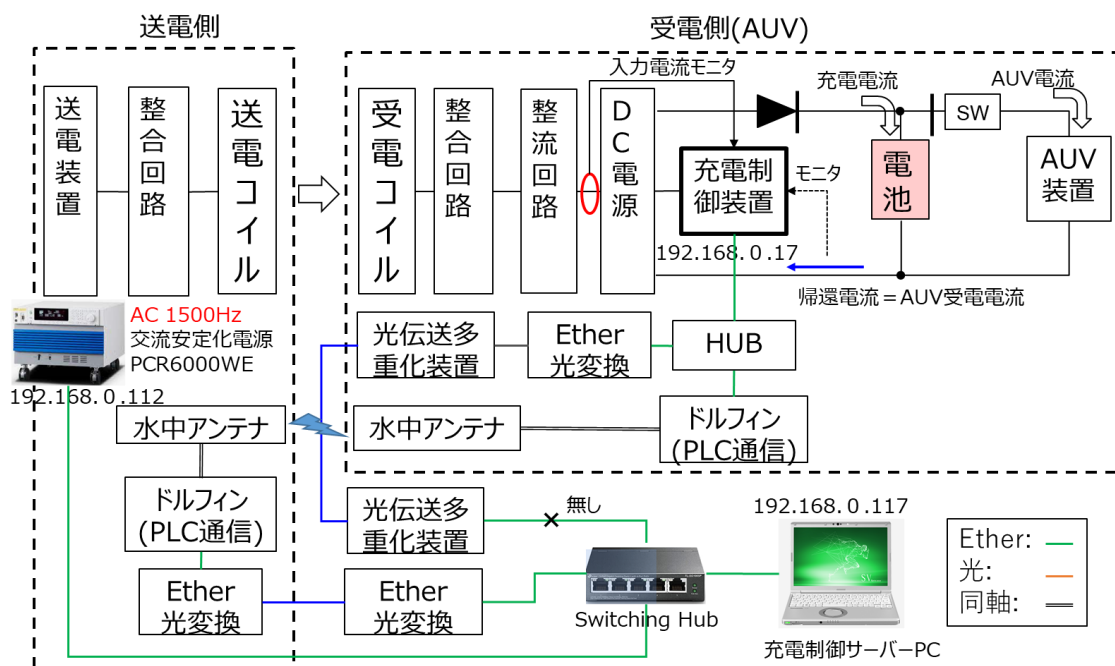 送電側
送電装置
整合回路
送電コイル
AC 1500Hz
交流安定化電源
PCR6000WE
192.168.０.112
水中アンテナ
ドルフィン
(PLC通信)
Ether
光変換
受電側(AUV)
入力電流モニタ
充電電流
AUV電流
受電コイル
整合回路
整流回路
DC電源
充電制
御装置
モニタ
電池
SW
AUV
装置
192.168.０.17
帰還電流＝AUV受電電流
光伝送多
重化装置
Ether
光変換
HUB
水中アンテナ
ドルフィン
(PLC通信)
光伝送多
重化装置
無し
Ether
光変換
Switching Hub
192.168.０.117
充電制御サーバーPC
Ether:
光:
同軸: